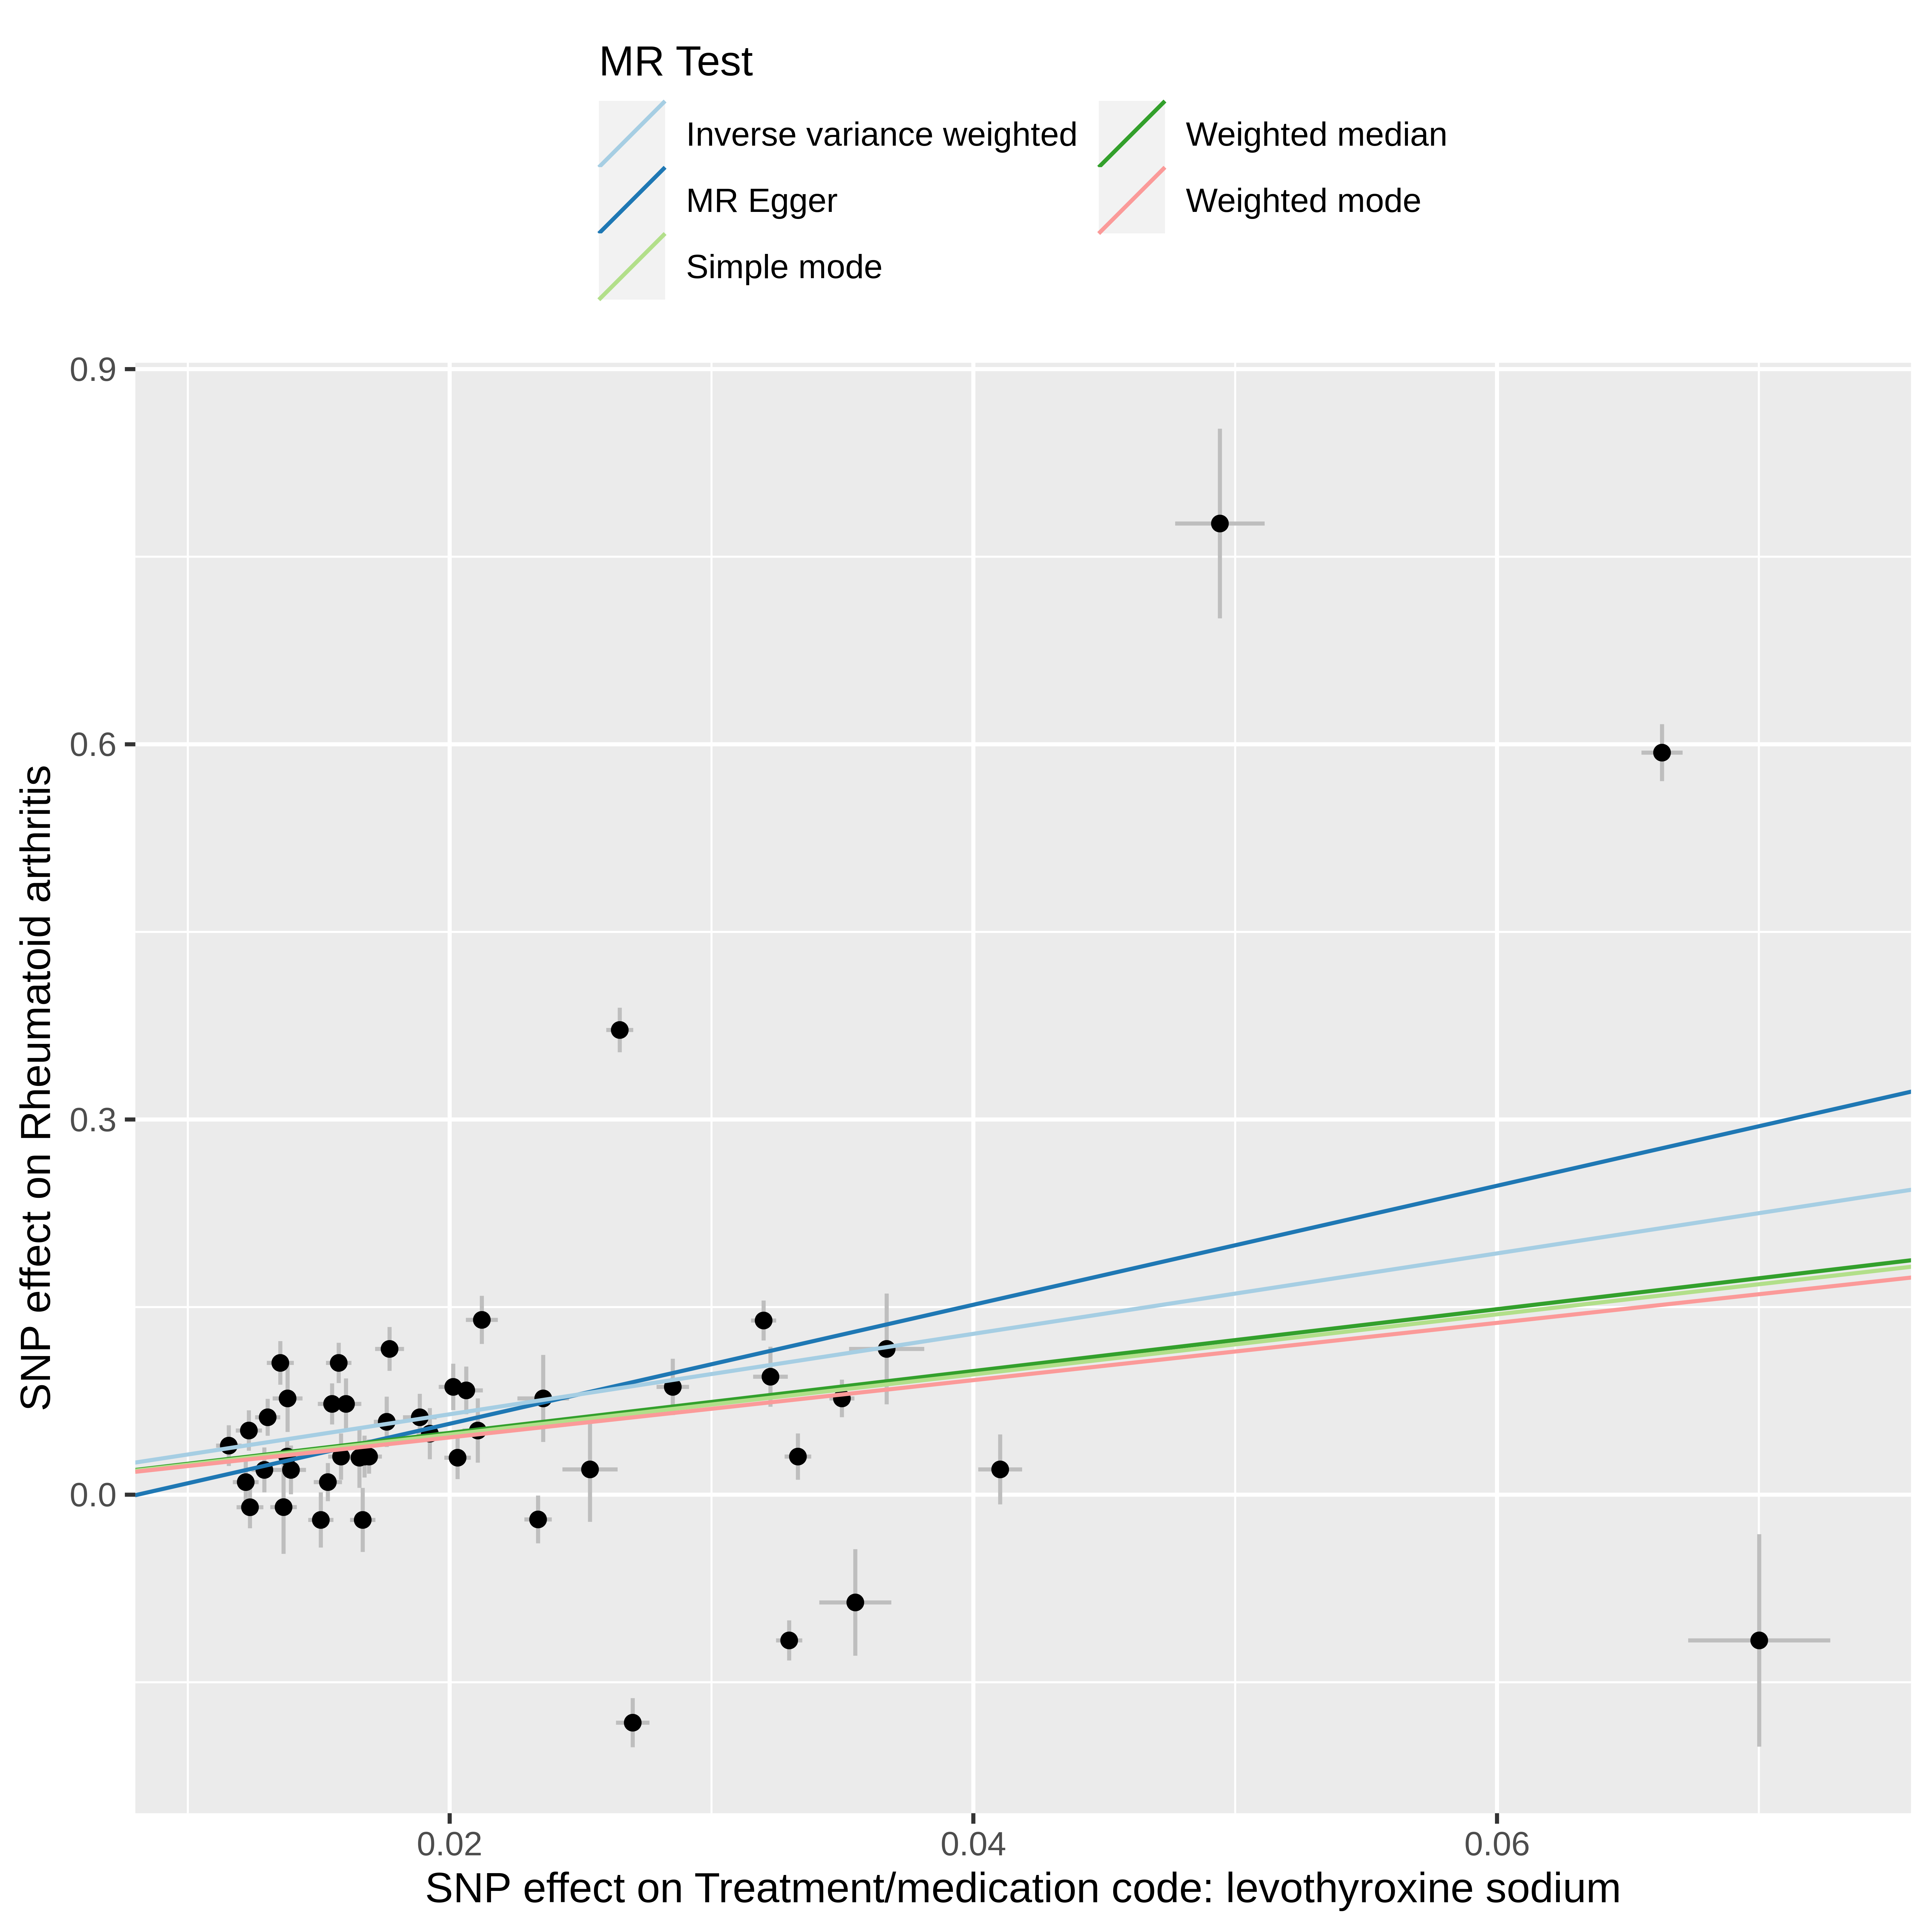 MR Test
Inverse variance weighted
Weighted median
MR Egger
Weighted mode
Simple mode
0.9
0.6
0.3
0.0
SNP effect on Rheumatoid arthritis
0.02
0.04
0.06
SNP effect on Treatment/medication code: levothyroxine sodium